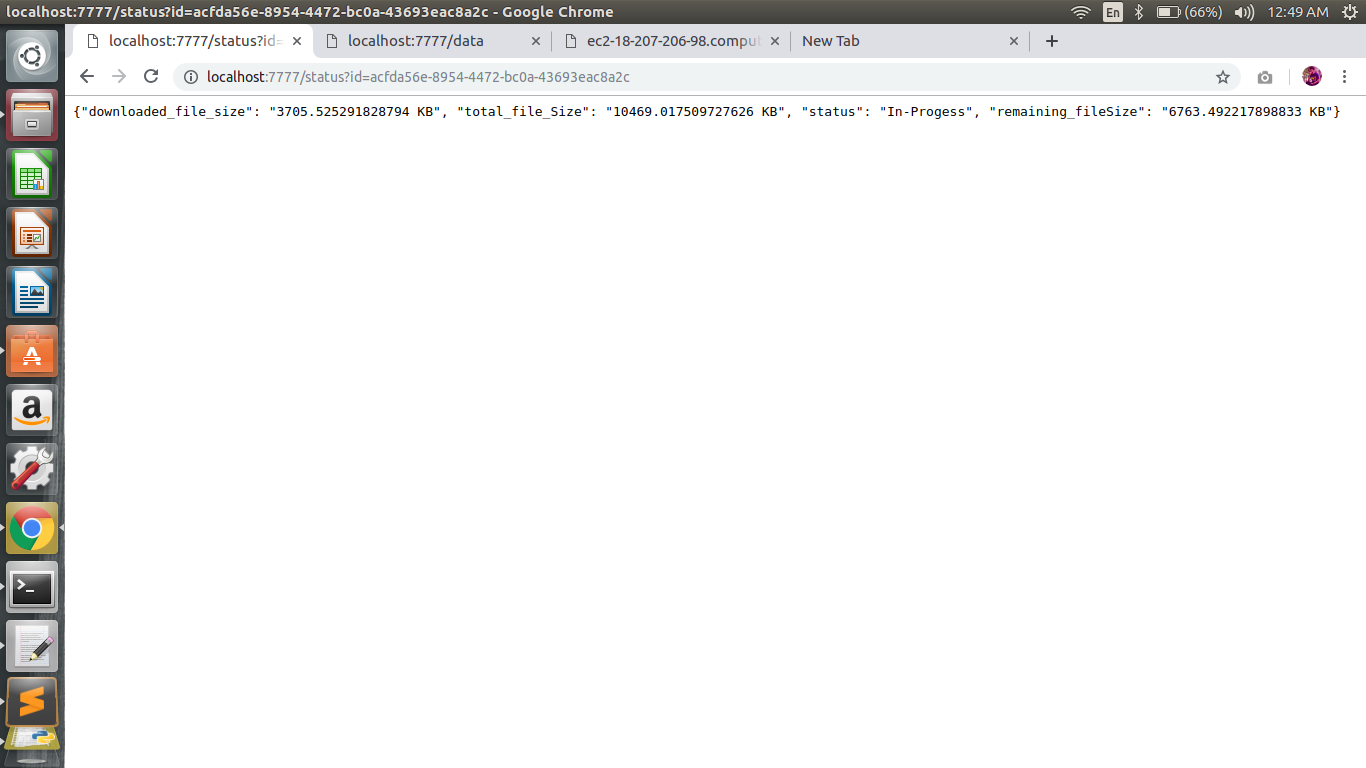 localhost:7777/status?id=acfda56e-8954-4472-bc0a-43693eac8a2c - Google Chrome
En
(66%)
12:49 AM
localhost:7777/status?id=
localhost:7777/data
ec2-18-207-206-98.comput
New Tab
localhost:7777/status?id=acfda56e-8954-4472-bc0a-43693eac8a2c
{"downloaded_file_size": "3705.525291828794 KB", "total_file_Size": "10469.017509727626 KB", "status": "In-Progess", "remaining_fileSize": "6763.492217898833 KB"}